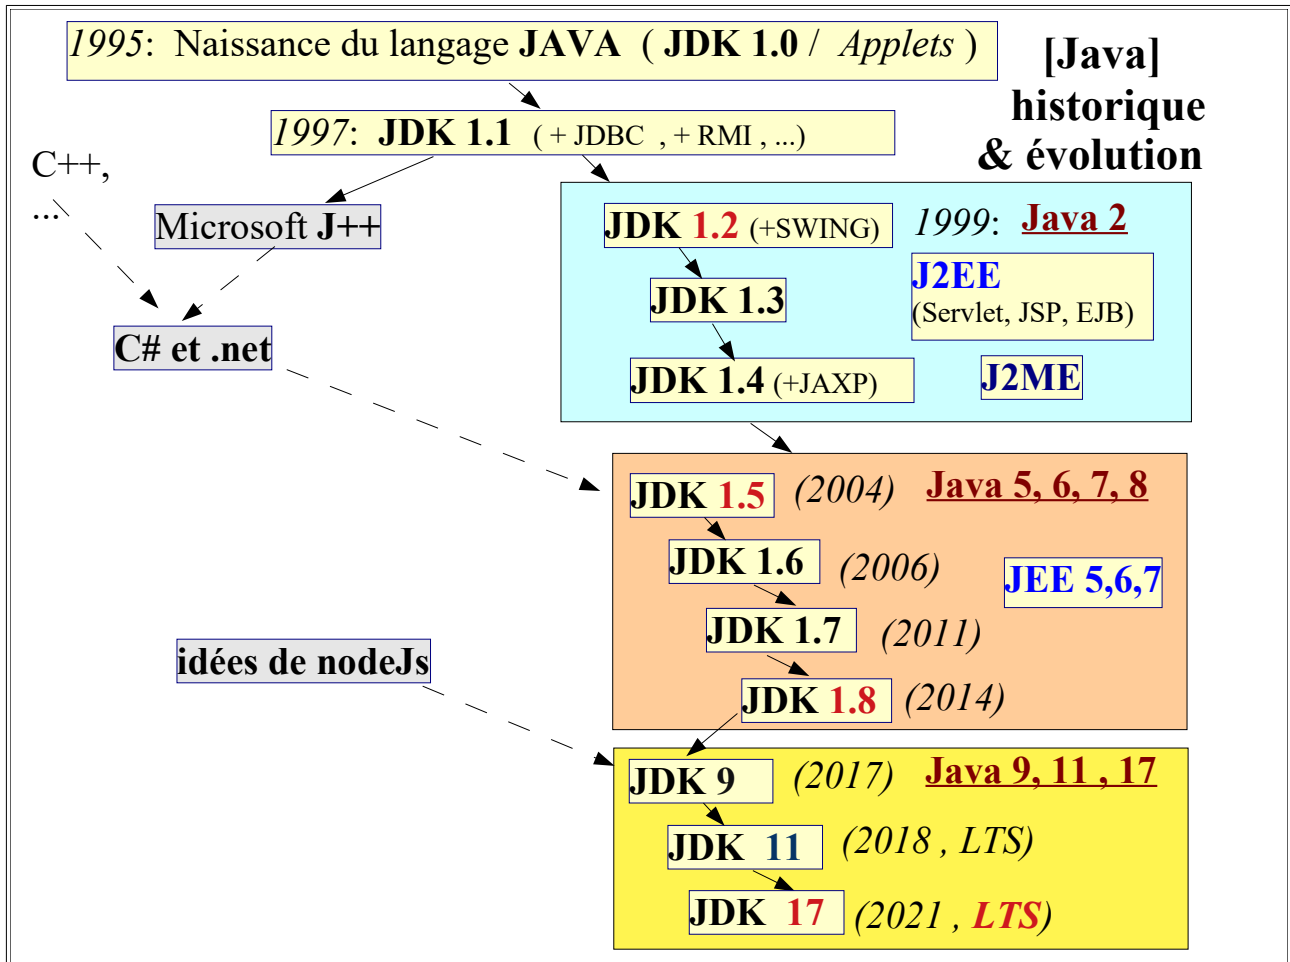 1995: Naissance du langage JAVA ( JDK 1.0 / Applets )
[Java]
historique
& évolution
1997: JDK 1.1 ( + JDBC , + RMI , ...)
C++,
...
Microsoft J++
C# et .net
JDK 1.2 (+SWING)
1999: Java 2
J2EE
(Servlet, JSP, EJB)
JDK 1.3
JDK 1.4 (+JAXP)
J2ME
JDK 1.5 (2004)
Java 5, 6, 7, 8
JDK 1.6 (2006)
JEE 5,6,7
JDK 1.7 (2011)
idées de nodeJs
JDK 1.8 (2014)
JDK 9 (2017)
Java 9, 11 , 17
JDK 11 (2018 , LTS)
JDK 17 (2021 , LTS)